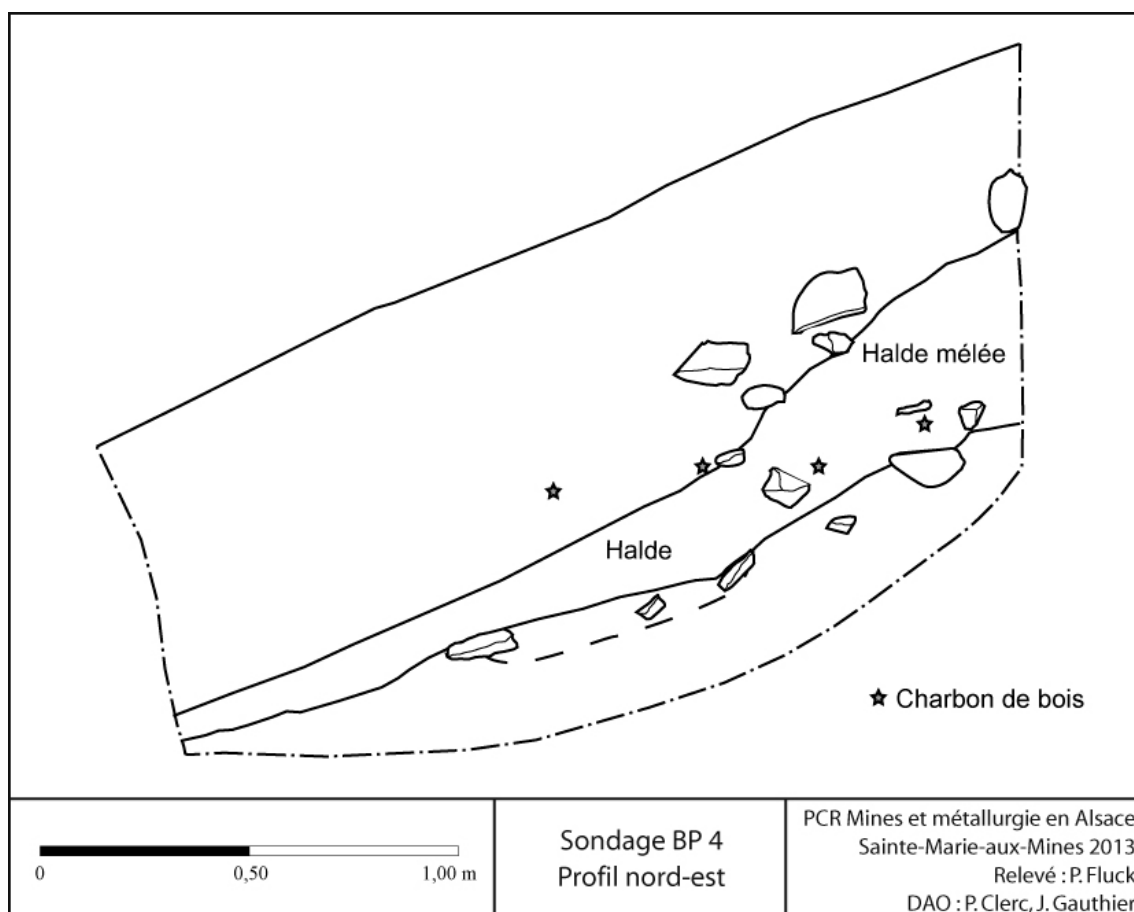 Halde mélée
Halde
Charbon de bois
0
0,50
1,00 m
Sondage BP 4
Profil nord-est
PCR Mines et métallurgie en Alsace
Sainte-Marie-aux-Mines 2013
Relevé : P. Fluck
DAO : P. Clerc, J. Gauthier